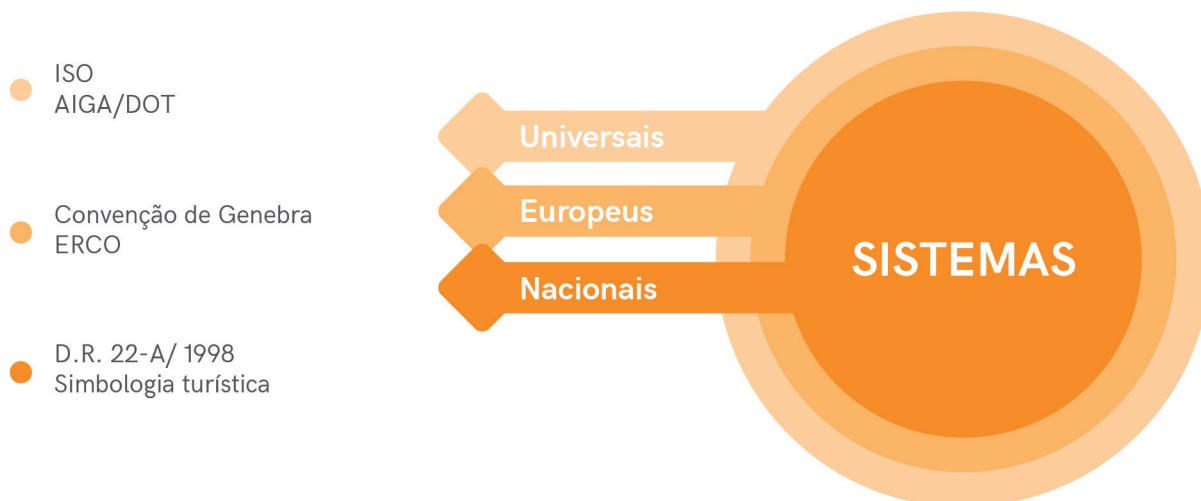 ISO
AIGA/DOT
Convenção de Genebra
ERCO
D.R. 22-A/ 1998
Simbologia turística
Universais
Europeus
Nacionais
SISTEMAS